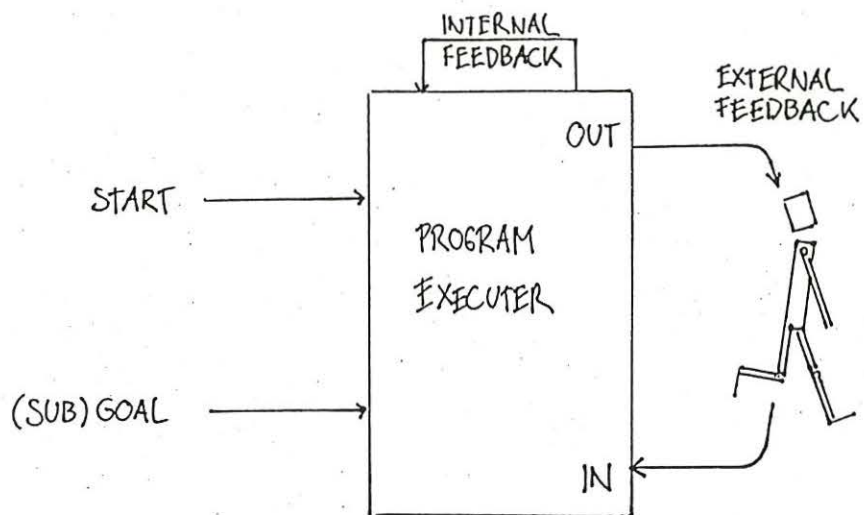 INTERNAL
FEEDBACK
EXTERNAL
FEEDBACK
OUT
START
PROGRAM
EXECUTER
(SUB) GOAL
IN